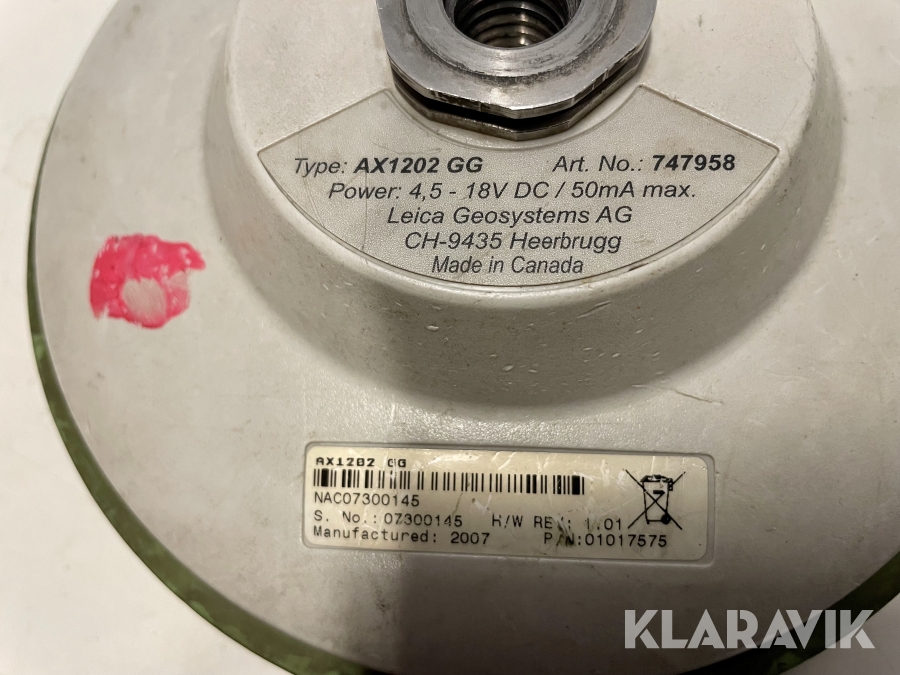 Type: AX1202 GG Art. No.: 747958
Power: 4,5 - 18V DC / 50mA max.
Leica Geosystems AG
CH-9435 Heerbrugg
Made in Canada
AX1202 GG
NAC07300145
S. No.: 07300145 H/W REV: 1.01
Manufactured: 2007 P/N:01017575
KLARAVIK